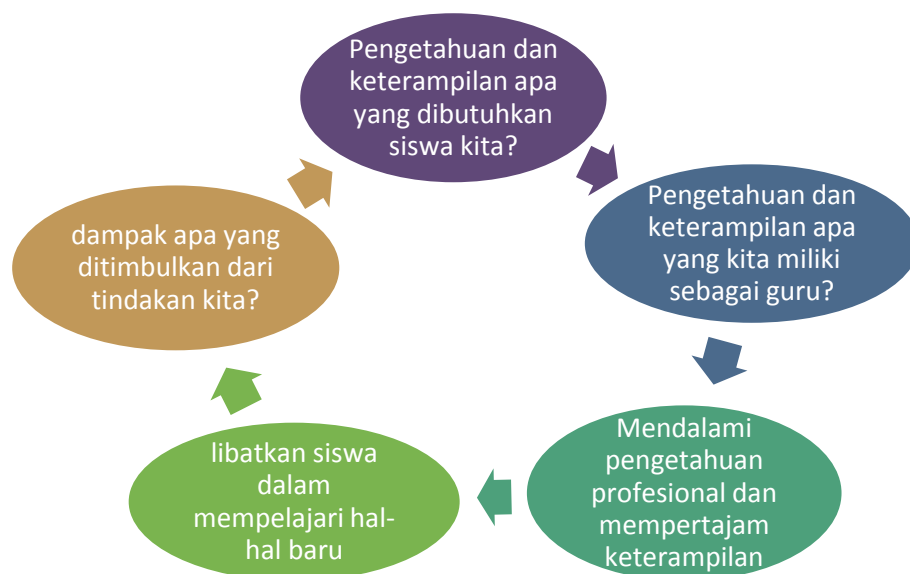 Pengetahuan dan
keterampilan apa
yang dibutuhkan
siswa kita?
Pengetahuan dan
keterampilan apa
yang kita miliki
sebagai guru?
Mendalami
pengetahuan
profesional dan
mempertajam
keterampilan
libatkan siswa
dalam
mempelajari hal-
hal baru
dampak apa yang
ditimbulkan dari
tindakan kita?